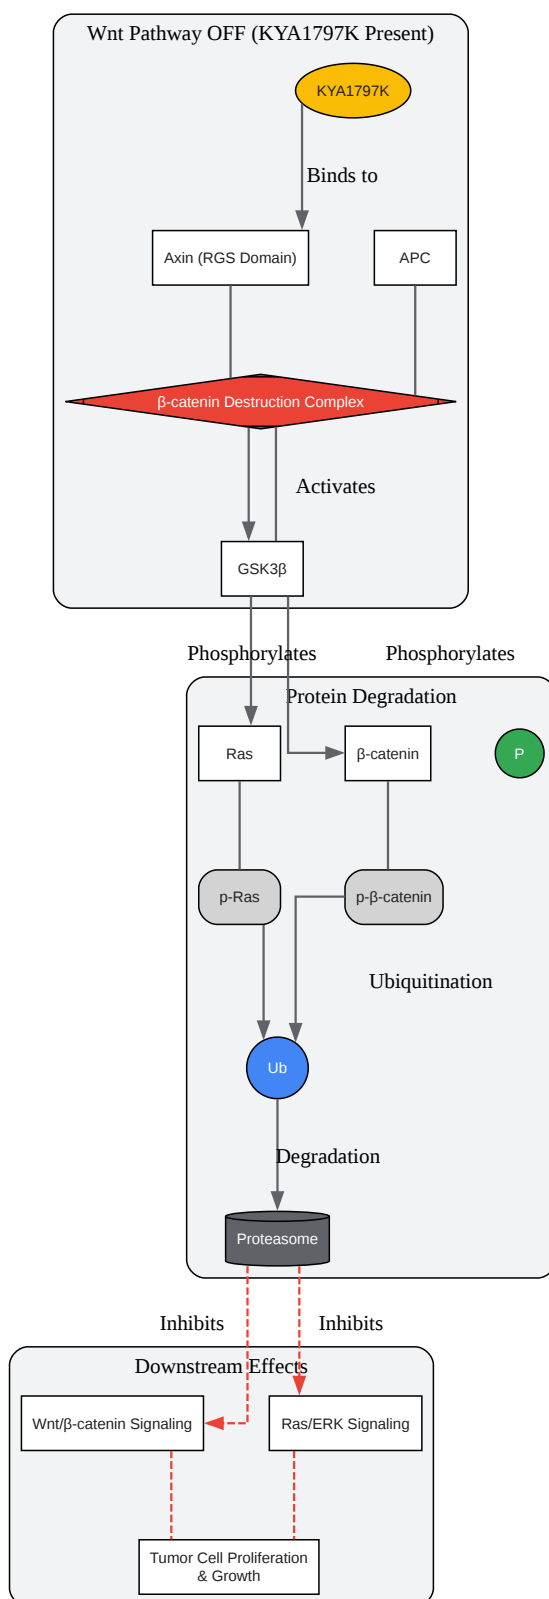 Wnt Pathway OFF (KYA1797K Present)
KYA1797K
Binds to
Axin (RGS Domain)
APC
β-catenin Destruction Complex
Activates
GSK3β
Phosphorylates
Phosphorylates
Protein Degradation
Ras
β-catenin
P
p-Ras
p-β-catenin
Ubiquitination
Ub
Degradation
Proteasome
Inhibits
Inhibits
Downstream Effects
Wnt/β-catenin Signaling
Ras/ERK Signaling
Tumor Cell Proliferation
& Growth